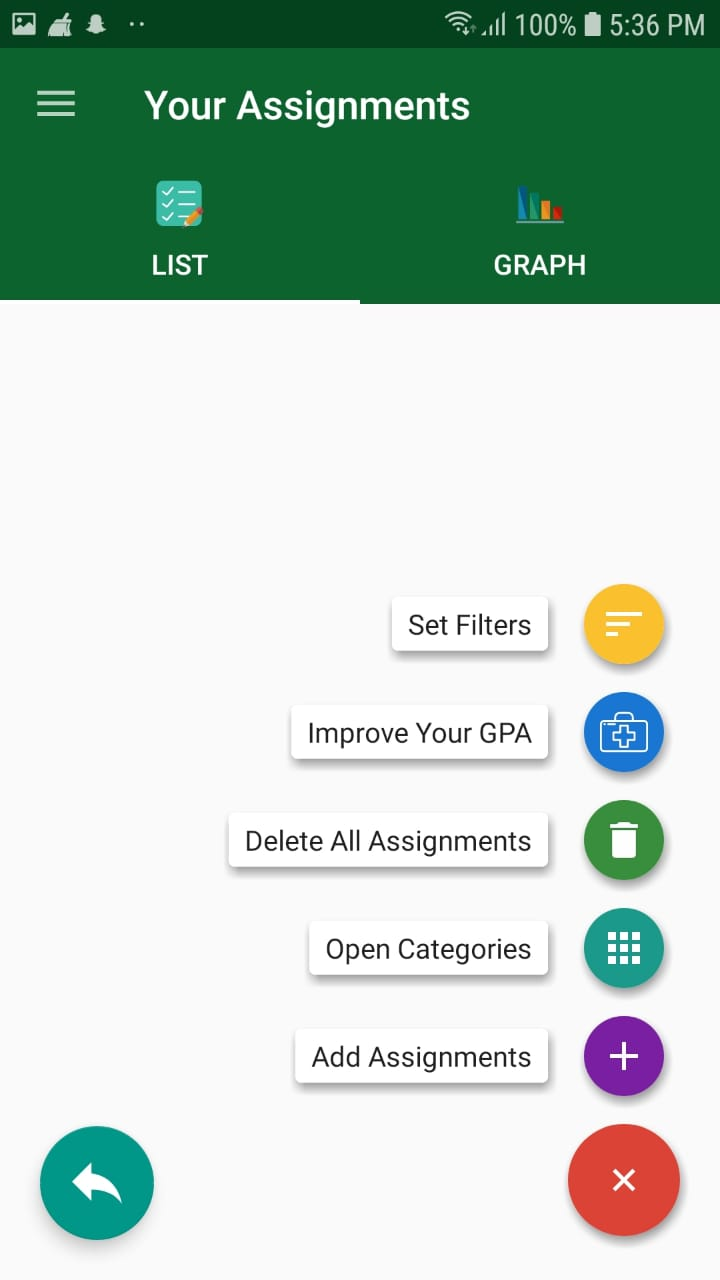 100% 5:36 PM
Your Assignments
LIST
GRAPH
Set Filters
Improve Your GPA
Delete All Assignments
Open Categories
Add Assignments